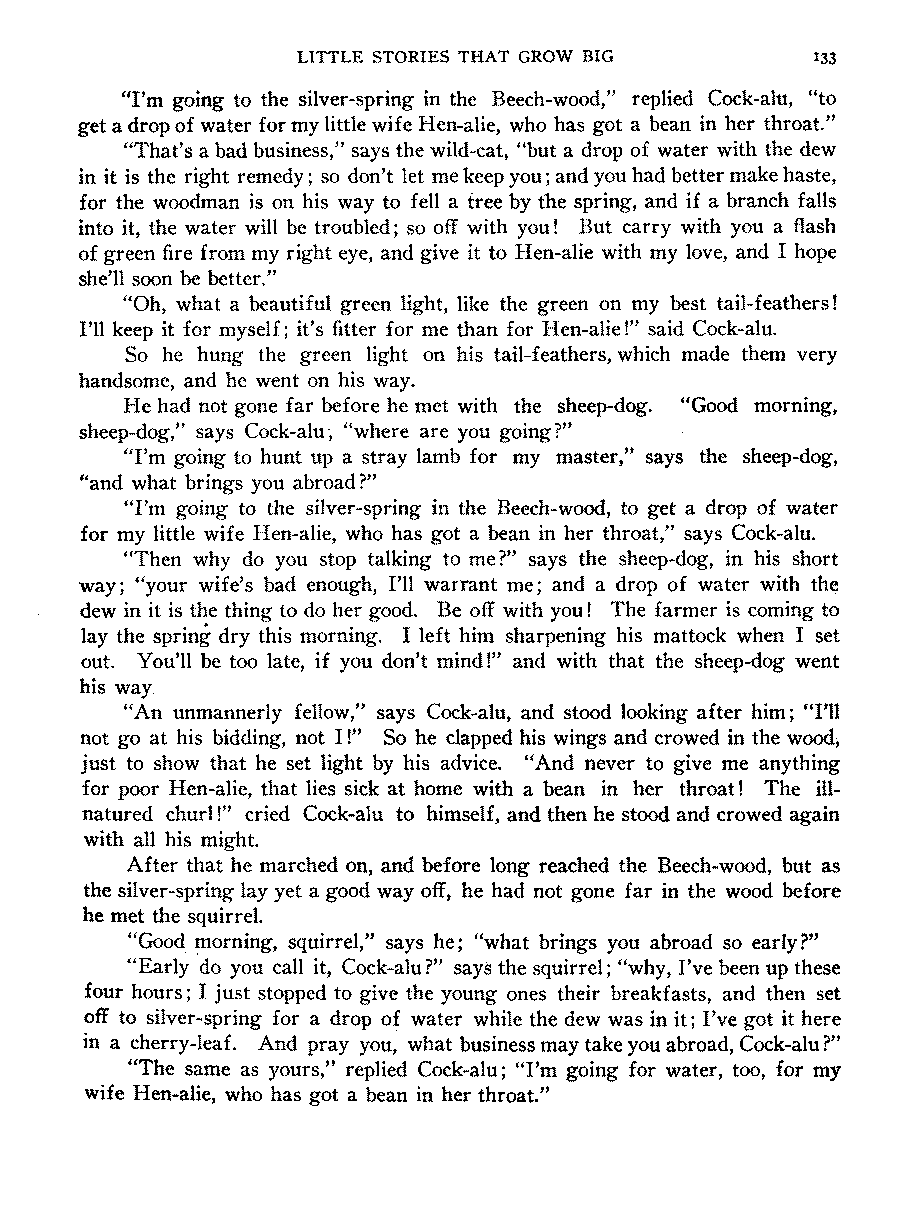 LITTLE STORIES THAT GROW BIG 133
"I'm going to the silver-spring in the Beech-wood," replied Cock-alu, "to
get a drop of water for my little wife Hen-alie, who has got a bean in her throat."
"That's a bad business," says the wild-cat, "but a drop of water with the dew
in it is the right remedy; so don't let me keep you; and you had better make haste,
for the woodman is on his way to fell a tree by the spring, and if a branch falls
into it, the water will be troubled; so off with you! But carry with you a flash
of green fire from my right eye, and give it to Hen-alie with my love, and I hope
she'll soon be better."
"Oh, what a beautiful green light, like the green on my best tail-feathers!
I'll keep it for myself; it's fitter for me than for Hen-alie!" said Cock-alu.
So he hung the green light on his tail-feathers, which made them very
handsome, and he went on his way.
He had not gone far before he met with the sheep-dog. "Good morning,
sheep-dog," says Cock-alu; "where are you going?"
"I'm going to hunt up a stray lamb for my master," says the sheep-dog,
"and what brings you abroad?"
"I'm going to the silver-spring in the Beech-wood, to get a drop of water
for my little wife Hen-alie, who has got a bean in her throat," says Cock-alu.
"Then why do you stop talking to me?" says the sheep-dog, in his short
way; "your wife's bad enough, I'll warrant me; and a drop of water with the
dew in it is the thing to do her good. Be off with you! The farmer is coming to
lay the spring dry this morning. I left him sharpening his mattock when I set
out. You'll be too late, if you don't mind!" and with that the sheep-dog went
his way.
"An unmannerly fellow," says Cock-alu, and stood looking after him; "I'll
not go at his bidding, not I!" So he clapped his wings and crowed in the wood,
just to show that he set light by his advice. "And never to give me anything
for poor Hen-alie, that lies sick at home with a bean in her throat! The ill-
natured churl!" cried Cock-alu to himself, and then he stood and crowed again
with all his might.
After that he marched on, and before long reached the Beech-wood, but as
the silver-spring lay yet a good way off, he had not gone far in the wood before
he met the squirrel.
"Good morning, squirrel," says he; "what brings you abroad so early?"
"Early do you call it, Cock-alu?" says the squirrel; "why, I've been up these
four hours; I just stopped to give the young ones their breakfasts, and then set
off to silver-spring for a drop of water while the dew was in it; I've got it here
in a cherry-leaf. And pray you, what business may take you abroad, Cock-alu?"
"The same as yours," replied Cock-alu; "I'm going for water, too, for my
wife Hen-alie, who has got a bean in her throat."